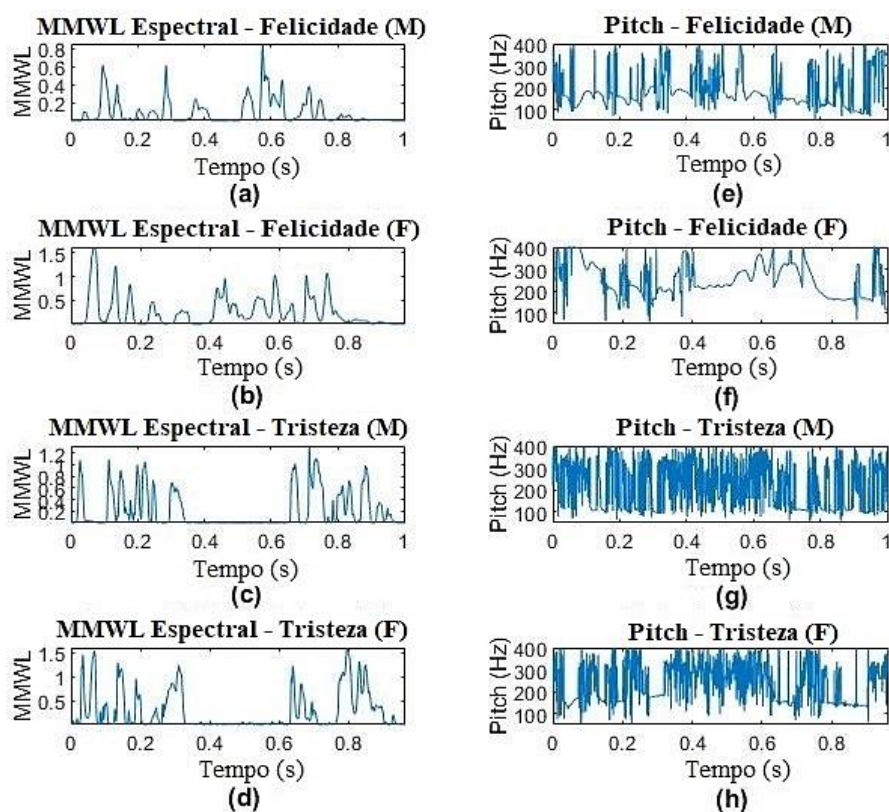 MMWL Espectral - Felicidade (M)
MMWL
0.8
0.6
0.4
0.2
0 0.2 0.4 0.6 0.8 1
Tempo (s)
(a)
MMWL Espectral - Felicidade (F)
MMWL
1.5
1
0.5
0 0.2 0.4 0.6 0.8
Tempo (s)
(b)
MMWL Espectral - Tristeza (M)
MMWL
1.2
1
0.8
0.6
0.4
0.2
0 0.2 0.4 0.6 0.8 1
Tempo (s)
(c)
MMWL Espectral - Tristeza (F)
MMWL
1.5
1
0.5
0 0.2 0.4 0.6 0.8
Tempo (s)
(d)
Pitch - Felicidade (M)
Pitch (Hz)
400
300
200
100
0 0.2 0.4 0.6 0.8 1
Tempo (s)
(e)
Pitch - Felicidade (F)
Pitch (Hz)
400
300
200
100
0 0.2 0.4 0.6 0.8
Tempo (s)
(f)
Pitch - Tristeza (M)
Pitch (Hz)
400
300
200
100
0 0.2 0.4 0.6 0.8 1
Tempo (s)
(g)
Pitch - Tristeza (F)
Pitch (Hz)
400
300
200
100
0 0.2 0.4 0.6 0.8
Tempo (s)
(h)